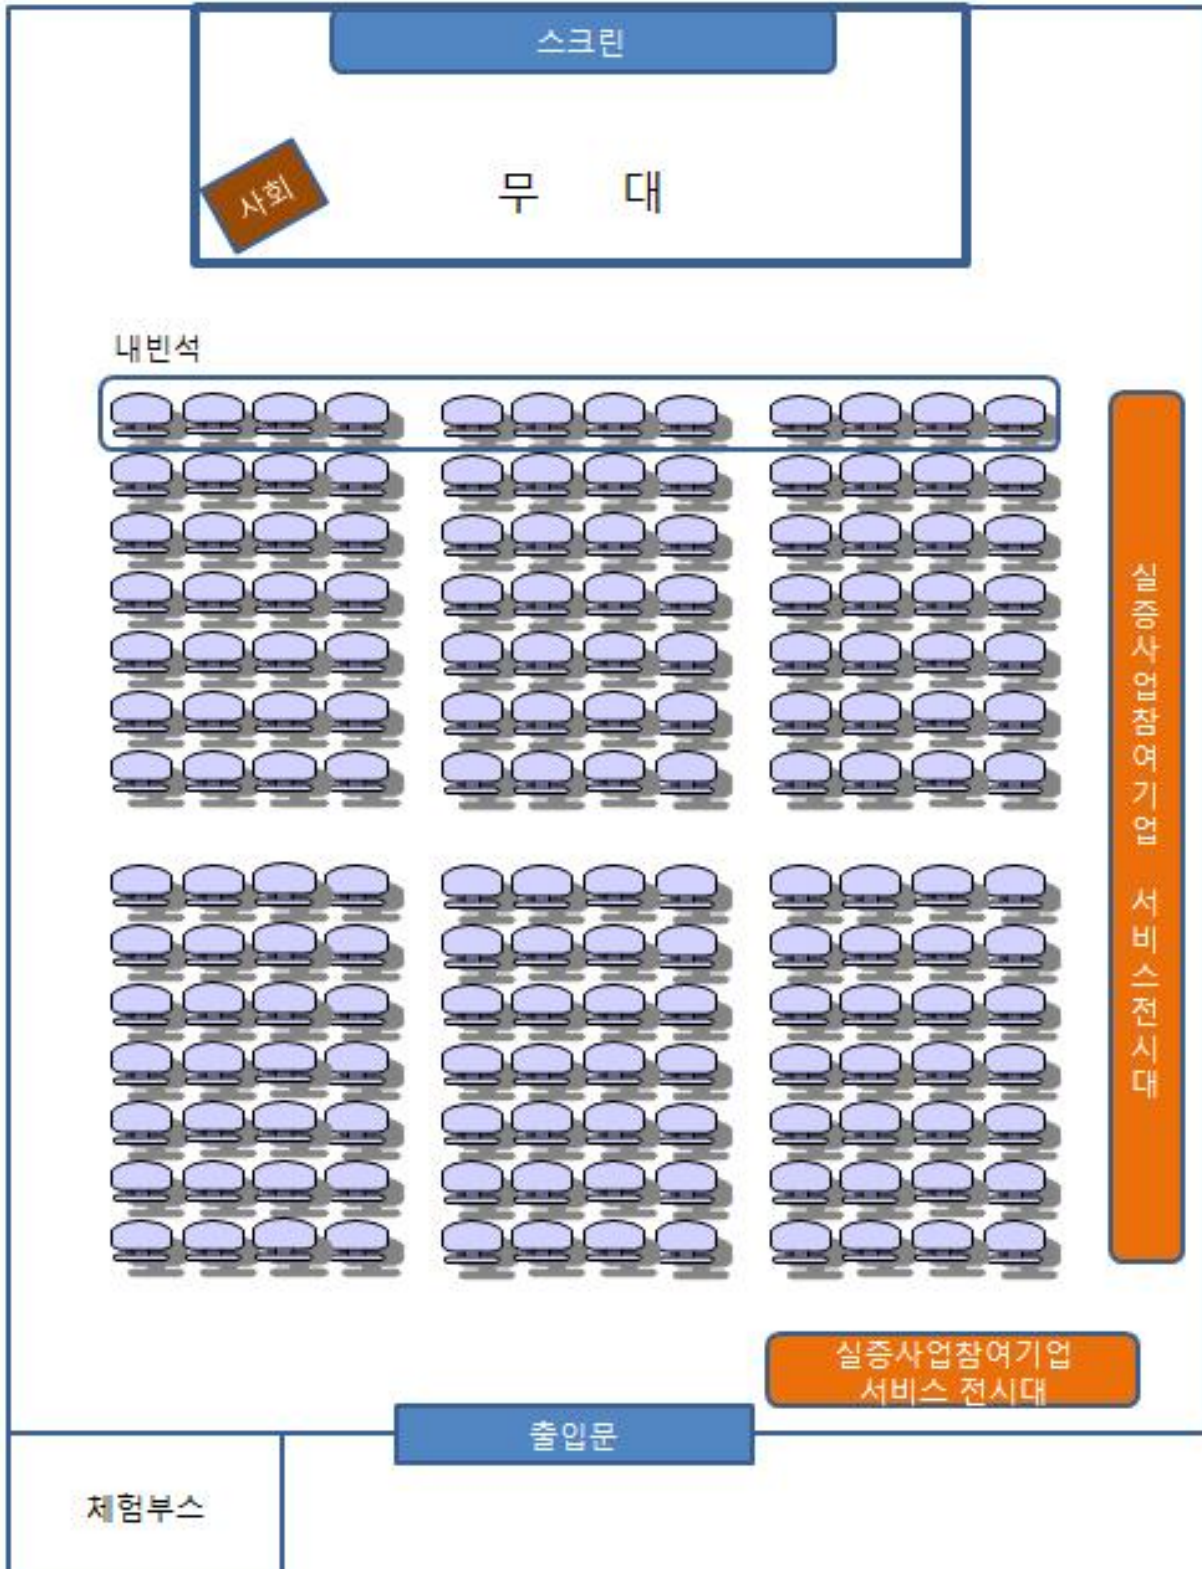 스크린
사회
무 대
내빈석
실증사업참여기업 서비스전시대
실증사업참여기업
서비스 전시대
출입문
체험부스